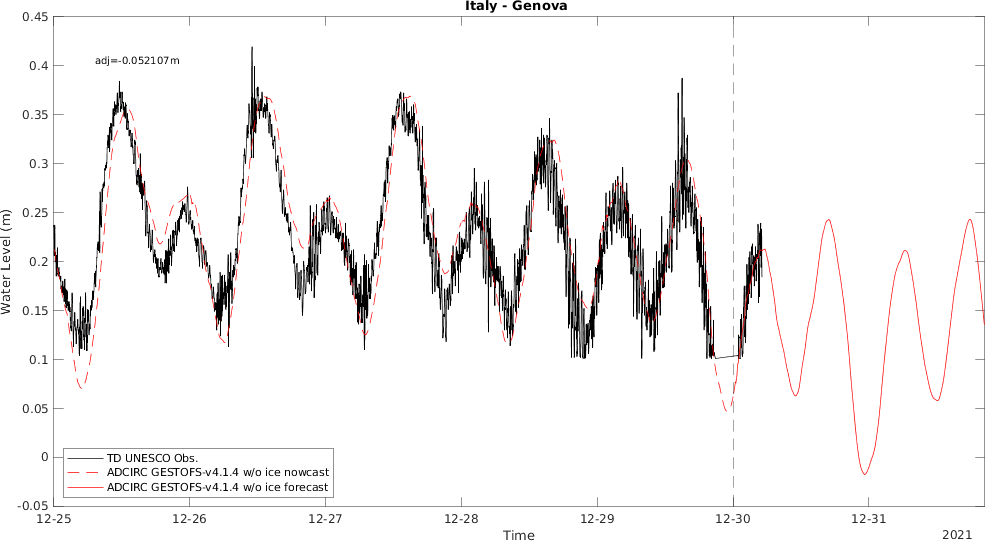 Italy - Genova
adj=-0.052107m
0.45
0.4
0.35
0.3
0.25
0.2
0.15
0.1
0.05
0
-0.05
Water Level (m)
TD UNESCO Obs.
ADCIRC GESTOFS-v4.1.4 w/o ice nowcast
ADCIRC GESTOFS-v4.1.4 w/o ice forecast
12-25 12-26 12-27 12-28 12-29 12-30 12-31
Time
2021